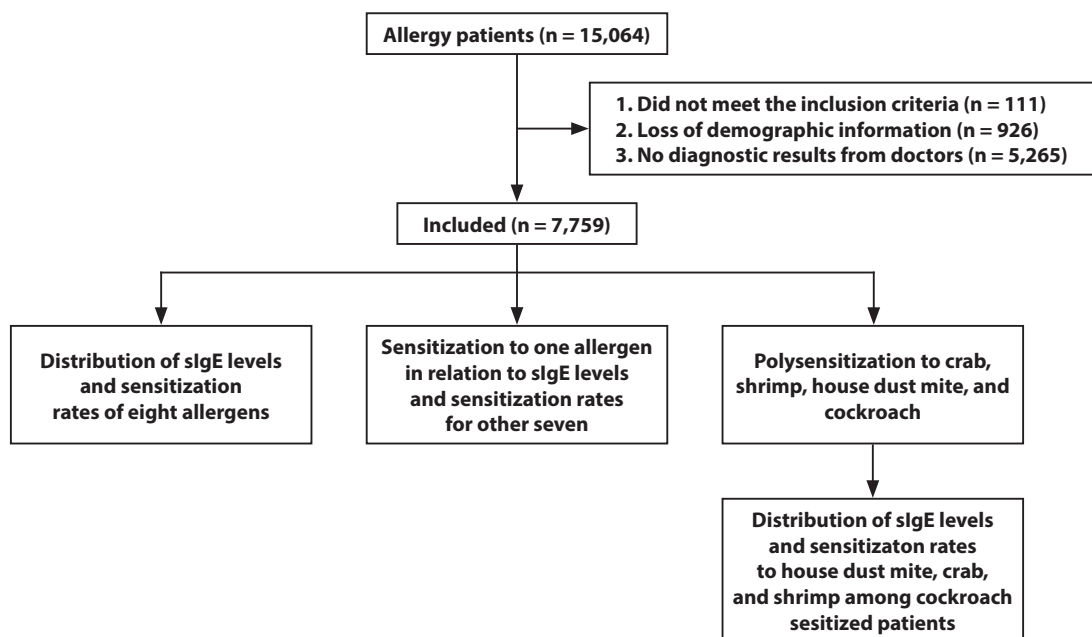 Allergy patients (n = 15,064)
1. Did not meet the inclusion criteria (n = 111)
2. Loss of demographic information (n = 926)
3. No diagnostic results from doctors (n = 5,265)
Included (n = 7,759)
Distribution of sIgE levels
and sensitization
rates of eight allergens
Sensitization to one allergen
in relation to sIgE levels
and sensitization rates
for other seven
Polysensitization to crab,
shrimp, house dust mite, and
cockroach
Distribution of sIgE levels
and sensitizaton rates
to house dust mite, crab,
and shrimp among cockroach
sesitized patients